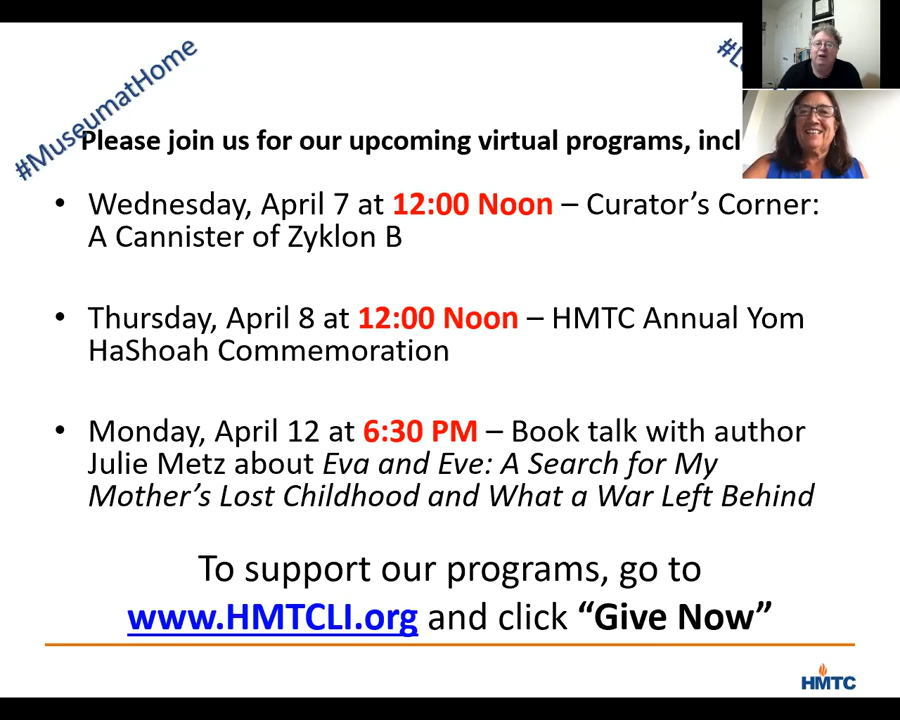 #MuseumatHome
Please join us for our upcoming virtual programs, incl
• Wednesday, April 7 at 12:00 Noon – Curator’s Corner:
A Cannister of Zyklon B
• Thursday, April 8 at 12:00 Noon – HMTC Annual Yom
HaShoah Commemoration
• Monday, April 12 at 6:30 PM – Book talk with author
Julie Metz about Eva and Eve: A Search for My
Mother’s Lost Childhood and What a War Left Behind
To support our programs, go to
www.HMTCLI.org and click “Give Now”
HMTC